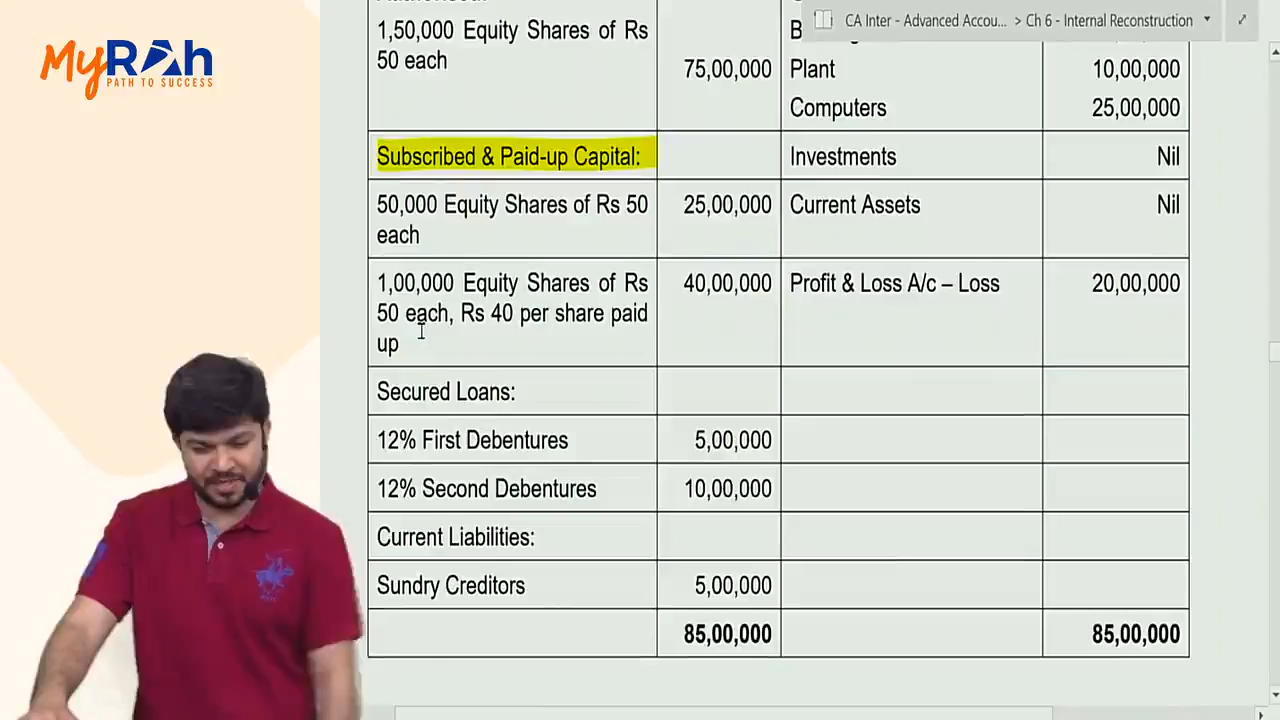 MyRAh
PATH TO SUCCESS
CA Inter - Advanced Accou... > Ch 6 - Internal Reconstruction
1,50,000 Equity Shares of Rs
50 each
75,00,000
Plant
10,00,000
Computers
25,00,000
Subscribed & Paid-up Capital:
Investments
Nil
50,000 Equity Shares of Rs 50
each
25,00,000
Current Assets
Nil
1,00,000 Equity Shares of Rs
50 each, Rs 40 per share paid
up
40,00,000
Profit & Loss A/c – Loss
20,00,000
Secured Loans:
12% First Debentures
5,00,000
12% Second Debentures
10,00,000
Current Liabilities:
Sundry Creditors
5,00,000
85,00,000
85,00,000